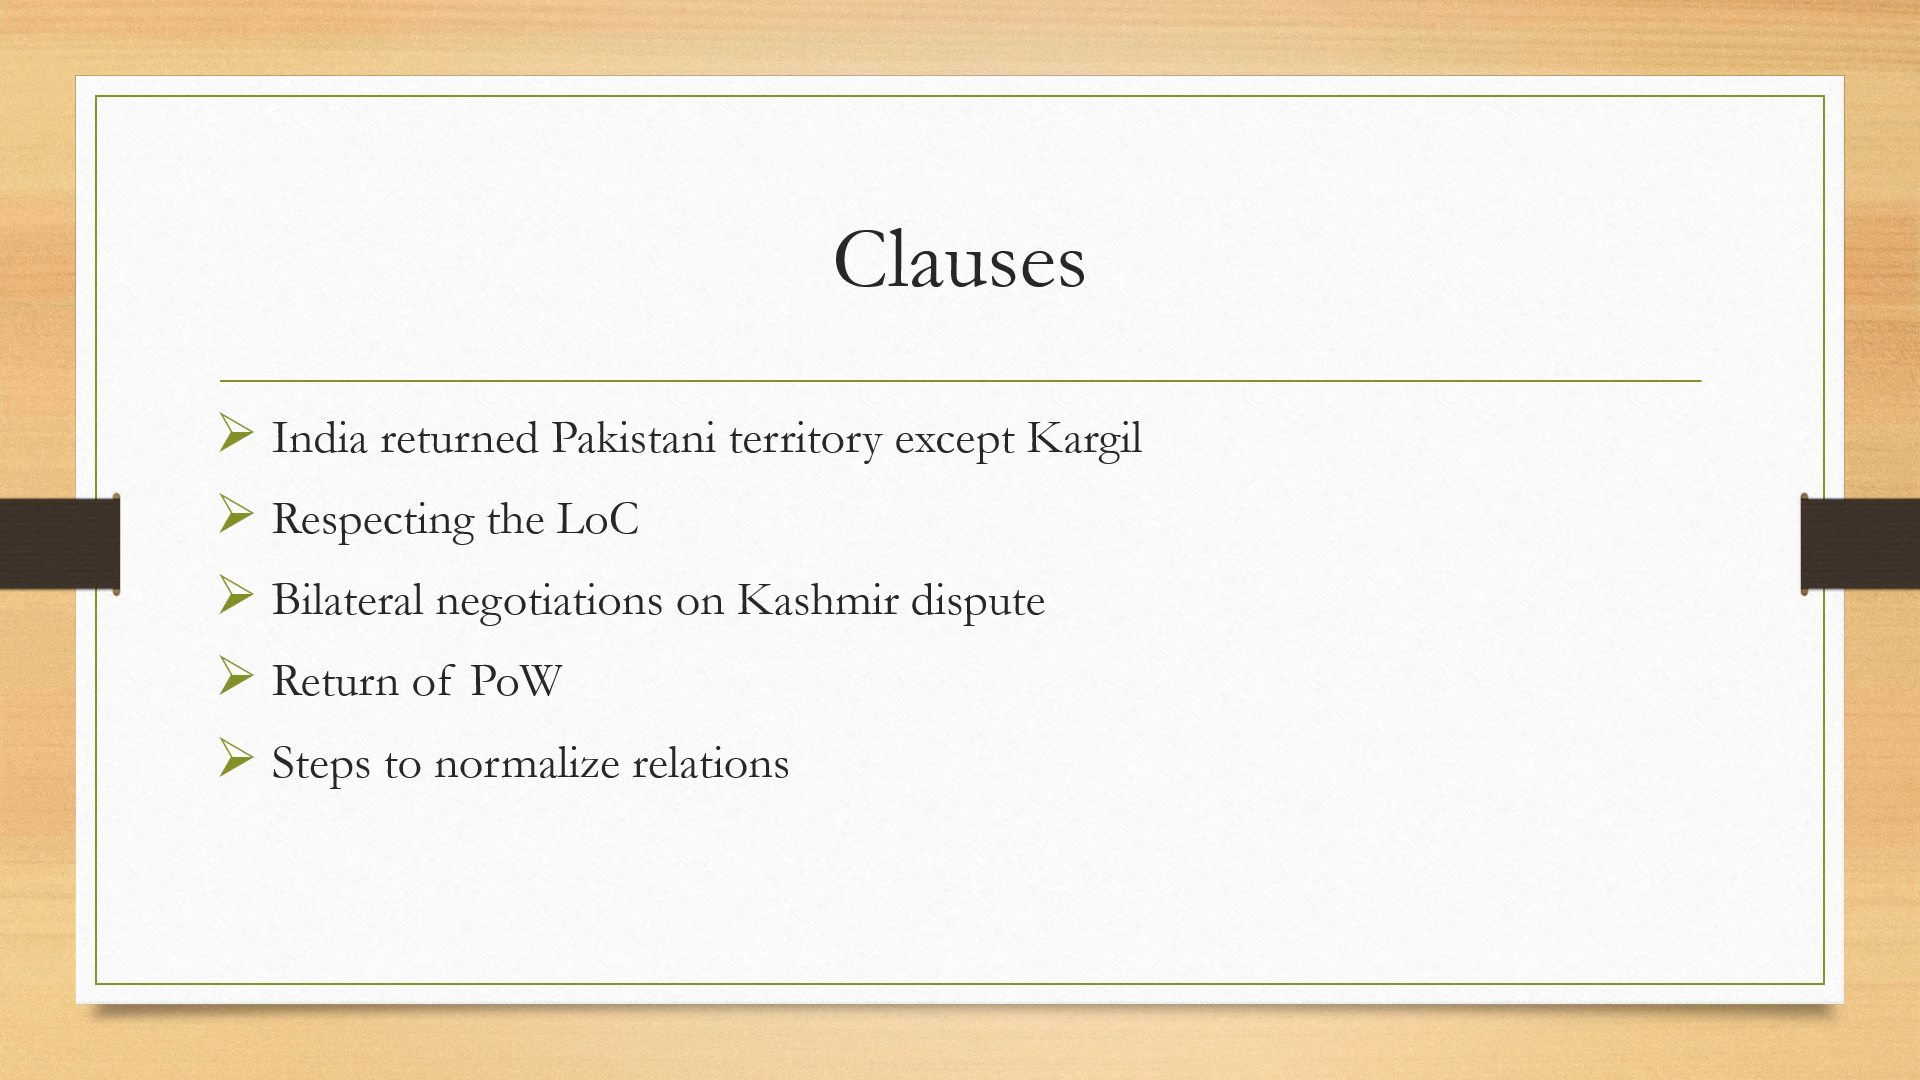 Clauses
India returned Pakistani territory except Kargil
Respecting the LoC
Bilateral negotiations on Kashmir dispute
Return of PoW
Steps to normalize relations